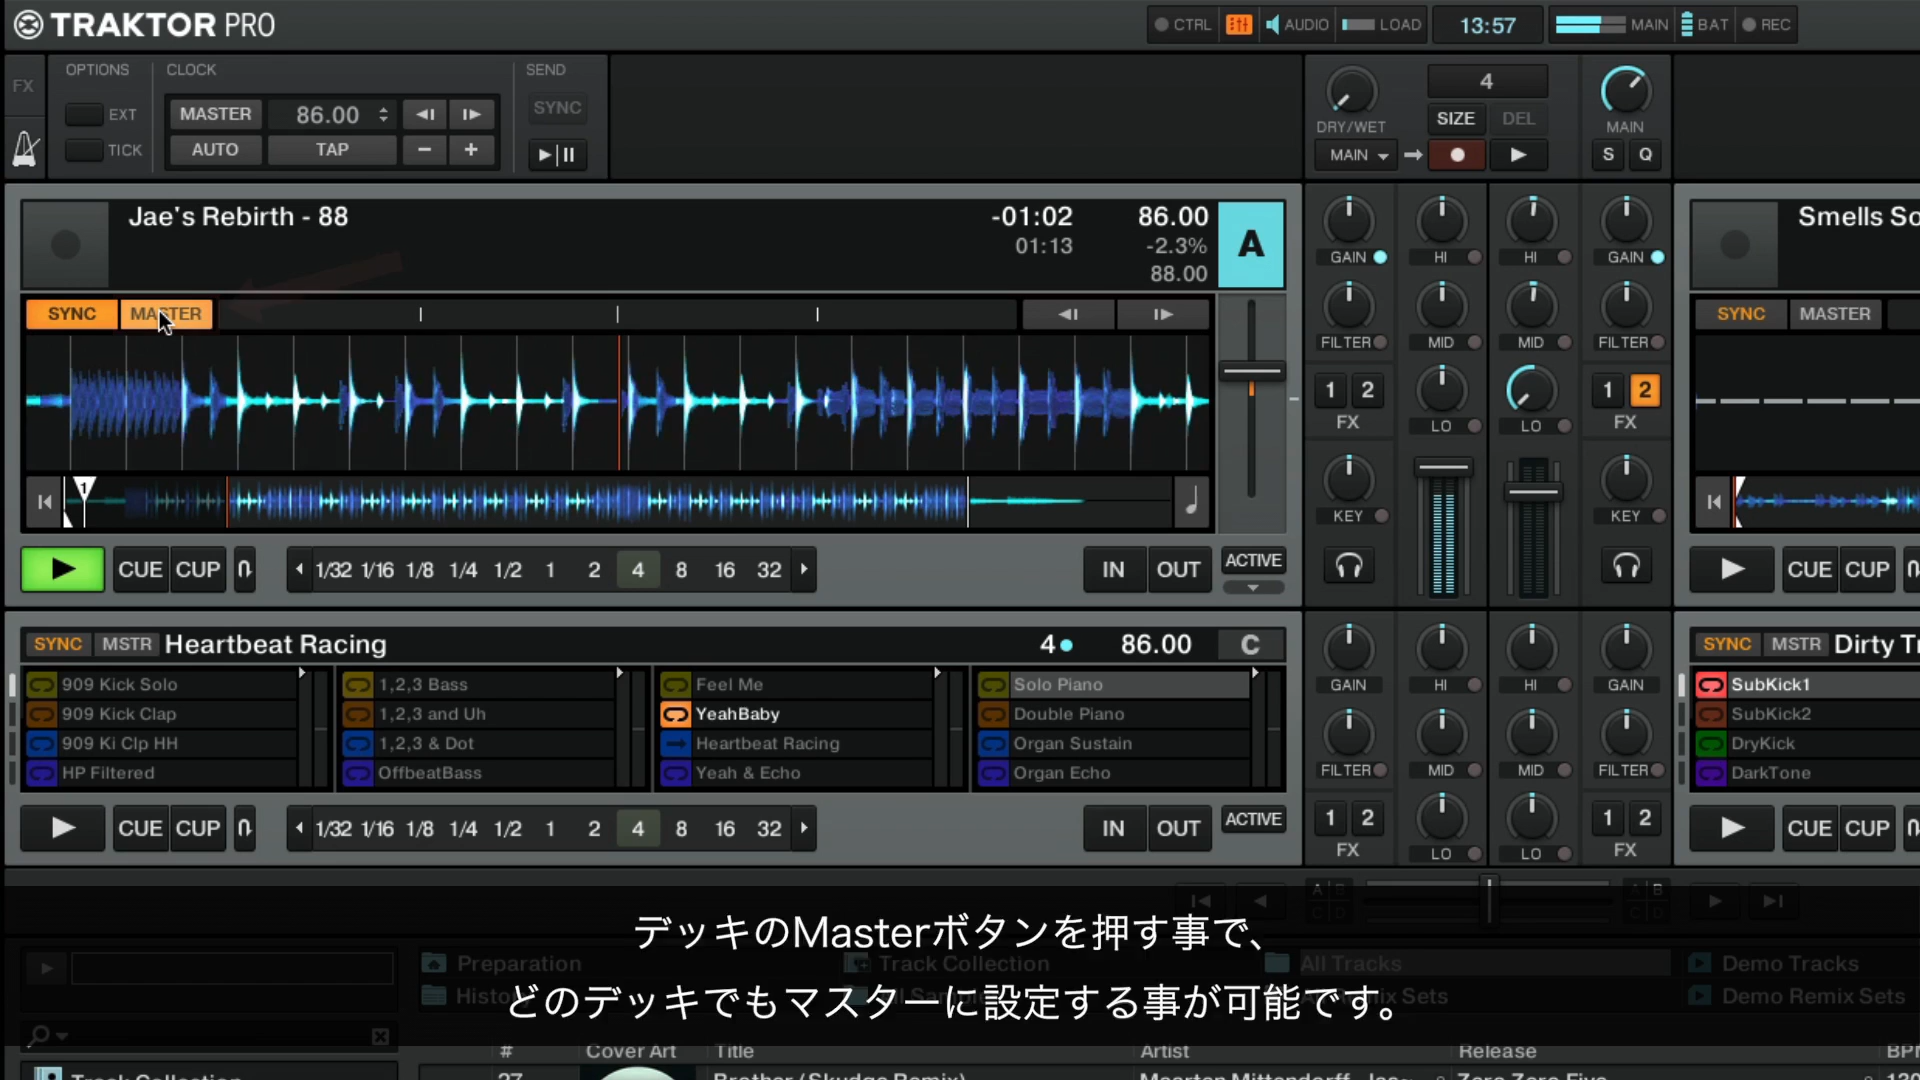 TRAKTOR PRO
CTRL AUDIO LOAD 13:57 MAIN BAT REC
FX OPTIONS CLOCK SEND
EXT MASTER 86.00 SYNC
TICK AUTO TAP − +
DRY/WET 4 MAIN
SIZE DEL
MAIN S Q
Jae's Rebirth - 88 -01:02 86.00 A
01:13 -2.3%
88.00
SYNC MASTER
1
CUE CUP 1/32 1/16 1/8 1/4 1/2 1 2 4 8 16 32 IN OUT ACTIVE
GAIN HI HI GAIN
FILTER MID MID FILTER
1 2 1 2
FX LO LO FX
KEY KEY
SYNC MASTER
CUE CUP
SYNC MSTR Heartbeat Racing 4 86.00 C
909 Kick Solo 1,2,3 Bass Feel Me Solo Piano
909 Kick Clap 1,2,3 and Uh YeahBaby Double Piano
909 Ki Clp HH 1,2,3 & Dot Heartbeat Racing Organ Sustain
HP Filtered OffbeatBass Yeah & Echo Organ Echo
CUE CUP 1/32 1/16 1/8 1/4 1/2 1 2 4 8 16 32 IN OUT ACTIVE
GAIN HI HI GAIN
FILTER MID MID FILTER
1 2 1 2
FX LO LO FX
SYNC MSTR
SubKick1
SubKick2
DryKick
DarkTone
CUE CUP
デッキのMasterボタンを押す事で、
どのデッキでもマスターに設定する事が可能です。
Preparation Track Collection All Tracks Demo Tracks
Sets Demo Remix Sets
# Cover Art Title Artist Release
Track Collection 27 Brother (Skudge Remix) Zero Zero Five